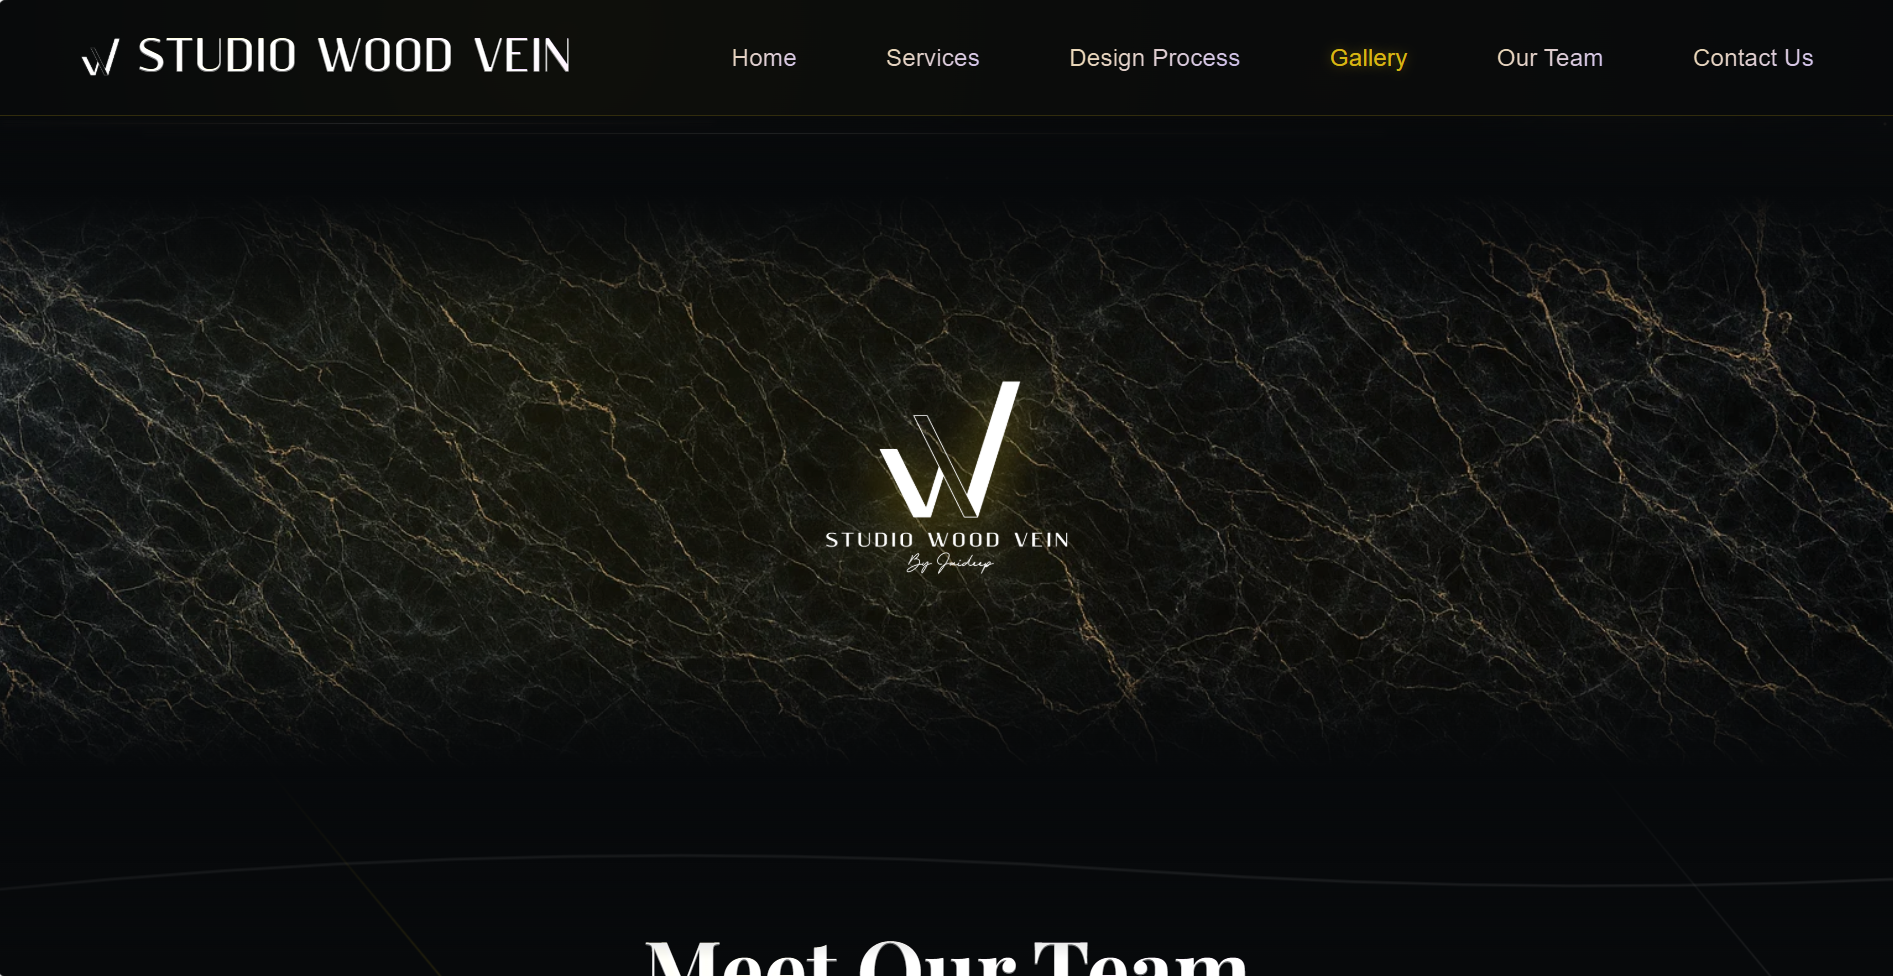 STUDIO WOOD VEIN
Home
Services
Design Process
Gallery
Our Team
Contact Us
STUDIO WOOD VEIN
By Jaideep
Meet Our Team